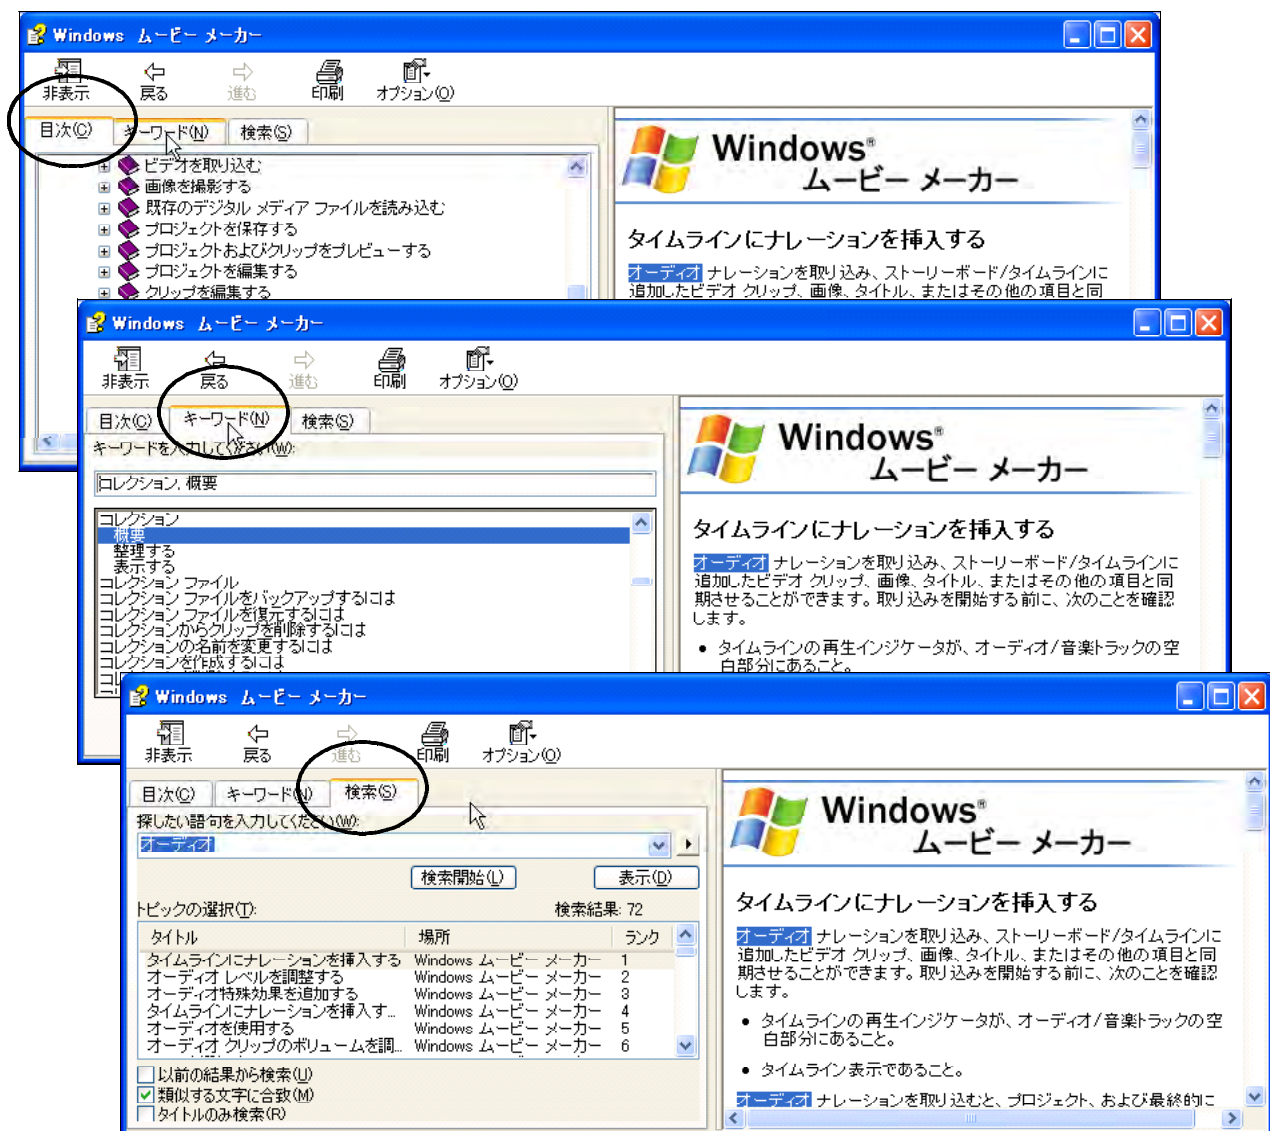 Windows ムービー メーカー
非表示 戻る 進む 印刷 オプション(O)
目次(C) キーワード(N) 検索(S)
ビデオを取り込む
画像を撮影する
既存のデジタル メディア ファイルを読み込む
プロジェクトを保存する
プロジェクトおよびクリップをプレビューする
プロジェクトを編集する
クリップを編集する
Windows®
ムービー メーカー
タイムラインにナレーションを挿入する
オーディオ ナレーションを取り込み、ストーリーボード/タイムラインに
追加したビデオ クリップ、画像、タイトル、またはその他の項目と同
Windows ムービー メーカー
非表示 戻る 進む 印刷 オプション(O)
目次(C) キーワード(N) 検索(S)
キーワードを入力してください(W):
コレクション, 概要
コレクション
概要
整理する
表示する
コレクション ファイル
コレクション ファイルをバックアップするには
コレクション ファイルを復元するには
コレクションからクリップを削除するには
コレクションの名前を変更するには
コレクションを作成するには
Windows®
ムービー メーカー
タイムラインにナレーションを挿入する
オーディオ ナレーションを取り込み、ストーリーボード/タイムラインに
追加したビデオ クリップ、画像、タイトル、またはその他の項目と同
期させることができます。取り込みを開始する前に、次のことを確認
します。
• タイムラインの再生インジケータが、オーディオ/音楽トラックの空
白部分にあること。
Windows ムービー メーカー
非表示 戻る 進む 印刷 オプション(O)
目次(C) キーワード(N) 検索(S)
探したい語句を入力してください(W):
オーディオ
検索開始(L) 表示(D)
トピックの選択(T): 検索結果: 72
タイトル 場所 ランク
タイムラインにナレーションを挿入する Windows ムービー メーカー 1
オーディオ レベルを調整する Windows ムービー メーカー 2
オーディオ特殊効果を追加する Windows ムービー メーカー 3
タイムラインにナレーションを挿入す... Windows ムービー メーカー 4
オーディオを使用する Windows ムービー メーカー 5
オーディオ クリップのボリュームを調... Windows ムービー メーカー 6
以前の結果から検索(U)
類似する文字に合致(M)
タイトルのみ検索(R)
Windows®
ムービー メーカー
タイムラインにナレーションを挿入する
オーディオ ナレーションを取り込み、ストーリーボード/タイムラインに
追加したビデオ クリップ、画像、タイトル、またはその他の項目と同
期させることができます。取り込みを開始する前に、次のことを確認
します。
• タイムラインの再生インジケータが、オーディオ/音楽トラックの空
白部分にあること。
• タイムライン表示であること。
オーディオ ナレーションを取り込むと、プロジェクト、および最終的に